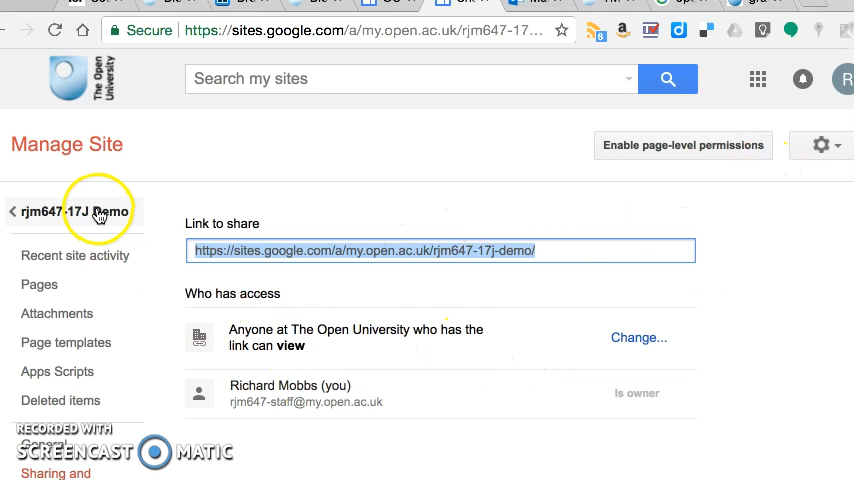 Secure
https://sites.google.com/a/my.open.ac.uk/rjm647-17J...
8
The Open
University
Search my sites
R
Manage Site
Enable page-level permissions
rjm647-17J Demo
Link to share
Recent site activity
https://sites.google.com/a/my.open.ac.uk/rjm647-17j-demo/
Pages
Who has access
Attachments
Anyone at The Open University who has the
link can view
Change...
Page templates
Apps Scripts
Richard Mobbs (you)
rjm647-staff@my.open.ac.uk
Is owner
Deleted items
RECORDED WITH
General
SCREENCAST MATIC
Sharing and